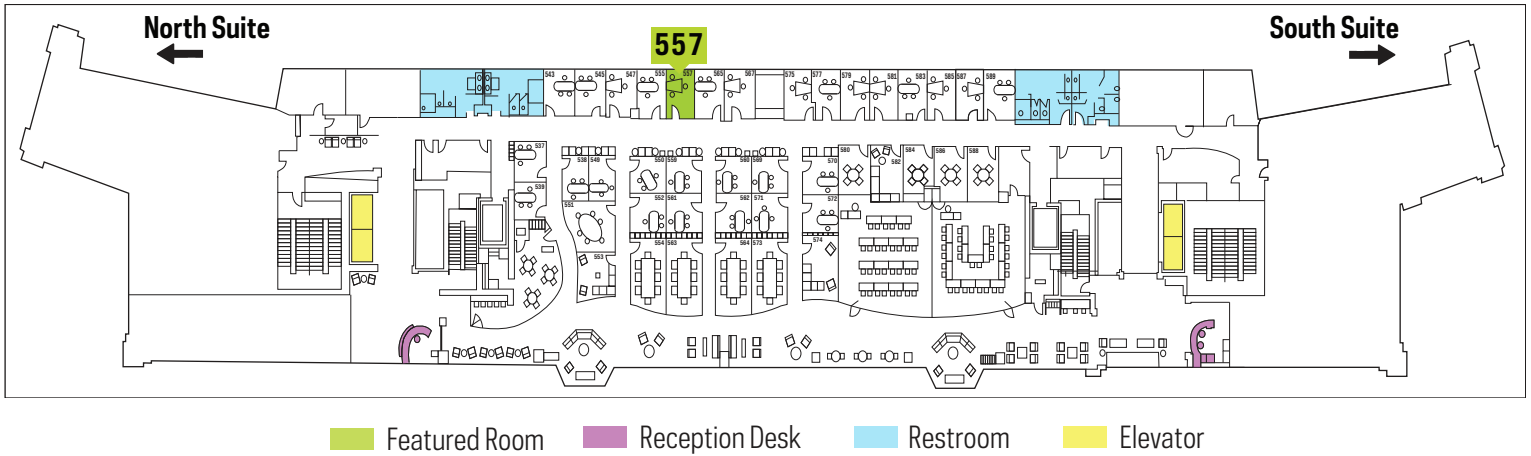 North Suite
South Suite
557
543 545 547 555 557 565 567 575 577 579 581 583 585 587 589
537 538 549 550 559 560 569 570 580 582 584 586 588
539 551 552 561 562 571 572
553 554 563 564 573 574
Featured Room Reception Desk Restroom Elevator